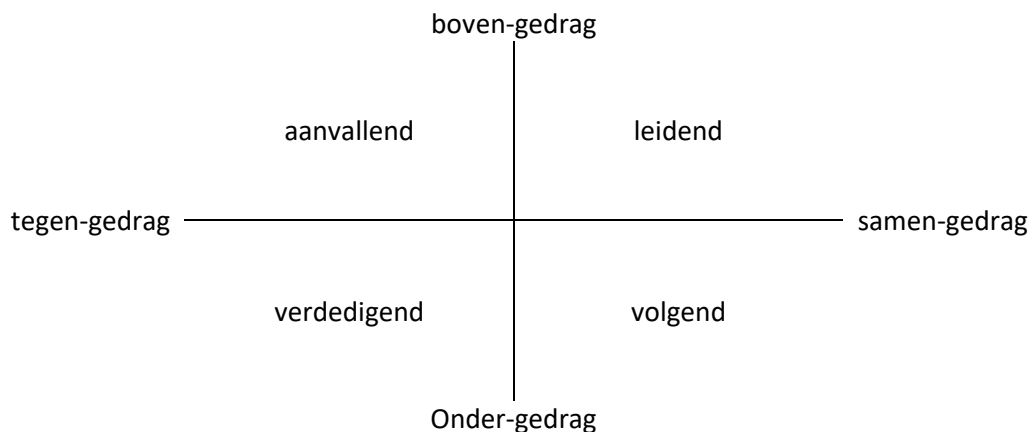 boven-gedrag
aanvallend
leidend
tegen-gedrag
samen-gedrag
verdedigend
volgend
Onder-gedrag